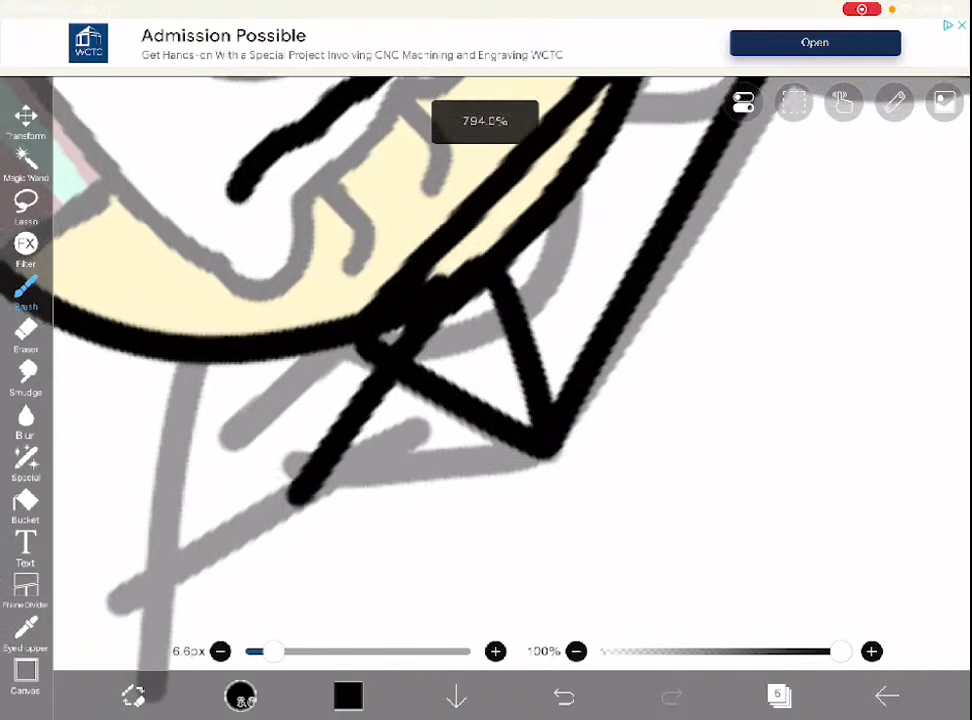 Admission Possible
Get Hands-on With a Special Project Involving CNC Machining and Engraving WCTC
WCTC
Open
794.0%
Transform
Magic Wand
Lasso
FX
Filter
Brush
Eraser
Smudge
Blur
Special
Bucket
T
Text
Frame Divider
Eyedropper
Canvas
6.6px
100%
5